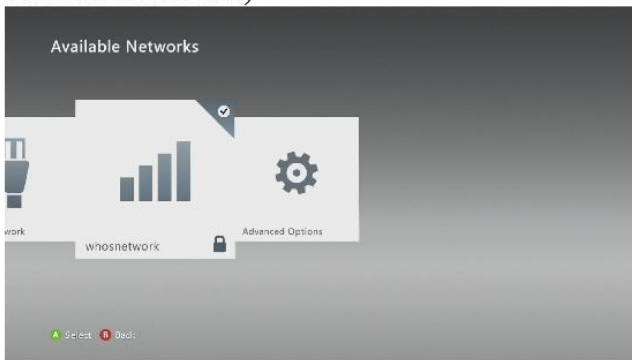 Available Networks
work
whosnetwork
Advanced Options
A Select B Back